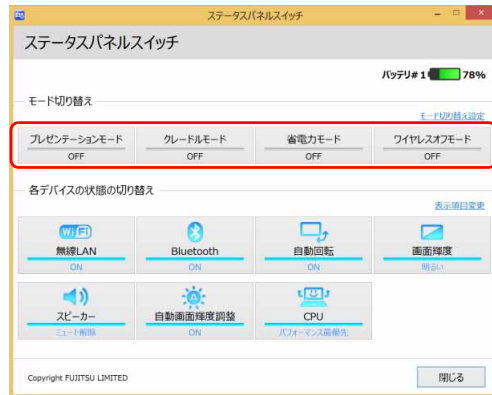 ステータスパネルスイッチ
ステータスパネルスイッチ
バッテリ#1 78%
モード切り替え
モード切り替え設定
プレゼンテーションモード クレードルモード 省電力モード ワイヤレスオフモード
OFF OFF OFF OFF
各デバイスの状態の切り替え
表示項目変更
WiFi
無線LAN Bluetooth 自動回転 画面輝度
ON ON ON 明るい
A
スピーカー 自動画面輝度調整 CPU
ミュート解除 ON パフォーマンス最優先
Copyright FUJITSU LIMITED 閉じる